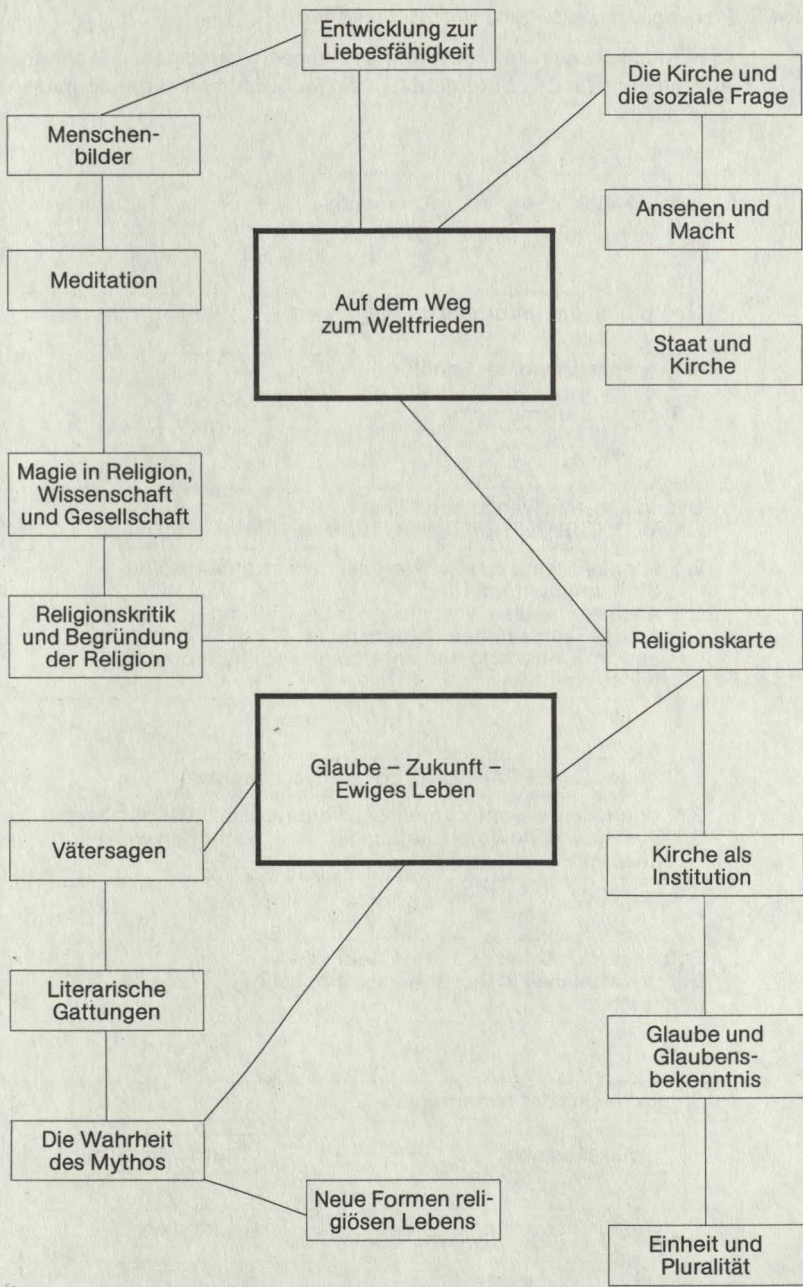 Entwicklung zur
Liebesfähigkeit
Die Kirche und
die soziale Frage
Menschen-
bilder
Ansehen und
Macht
Meditation
Auf dem Weg
zum Weltfrieden
Staat und
Kirche
Magie in Religion,
Wissenschaft
und Gesellschaft
Religionskritik
und Begründung
der Religion
Religionskarte
Glaube – Zukunft –
Ewiges Leben
Vätersagen
Kirche als
Institution
Literarische
Gattungen
Glaube und
Glaubens-
bekenntnis
Die Wahrheit
des Mythos
Neue Formen reli-
giösen Lebens
Einheit und
Pluralität